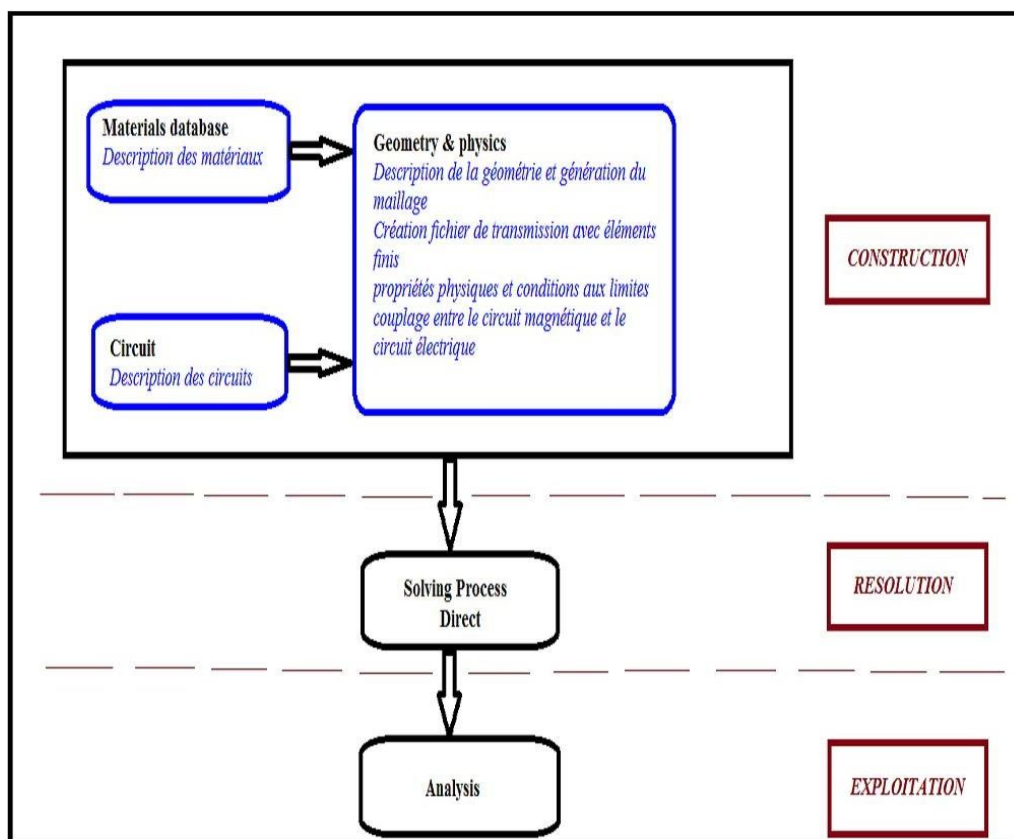 Materials database
Description des matériaux
Geometry & physics
Description de la géométrie et génération du
maillage
Création fichier de transmission avec éléments
finis
propriétés physiques et conditions aux limites
couplage entre le circuit magnétique et le
circuit électrique
Circuit
Description des circuits
CONSTRUCTION
Solving Process
Direct
RESOLUTION
Analysis
EXPLOITATION